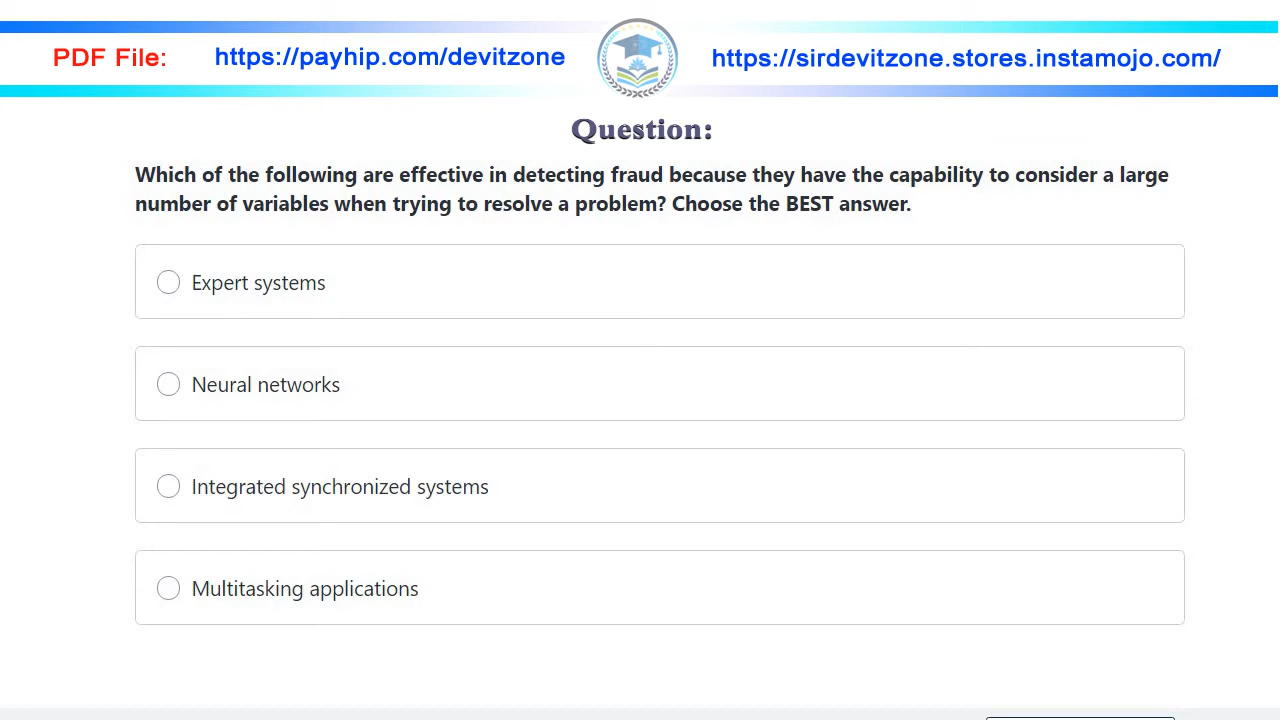 PDF File: https://payhip.com/devitzone https://sirdevitzone.stores.instamojo.com/
Question:
Which of the following are effective in detecting fraud because they have the capability to consider a large
number of variables when trying to resolve a problem? Choose the BEST answer.
Expert systems
Neural networks
Integrated synchronized systems
Multitasking applications